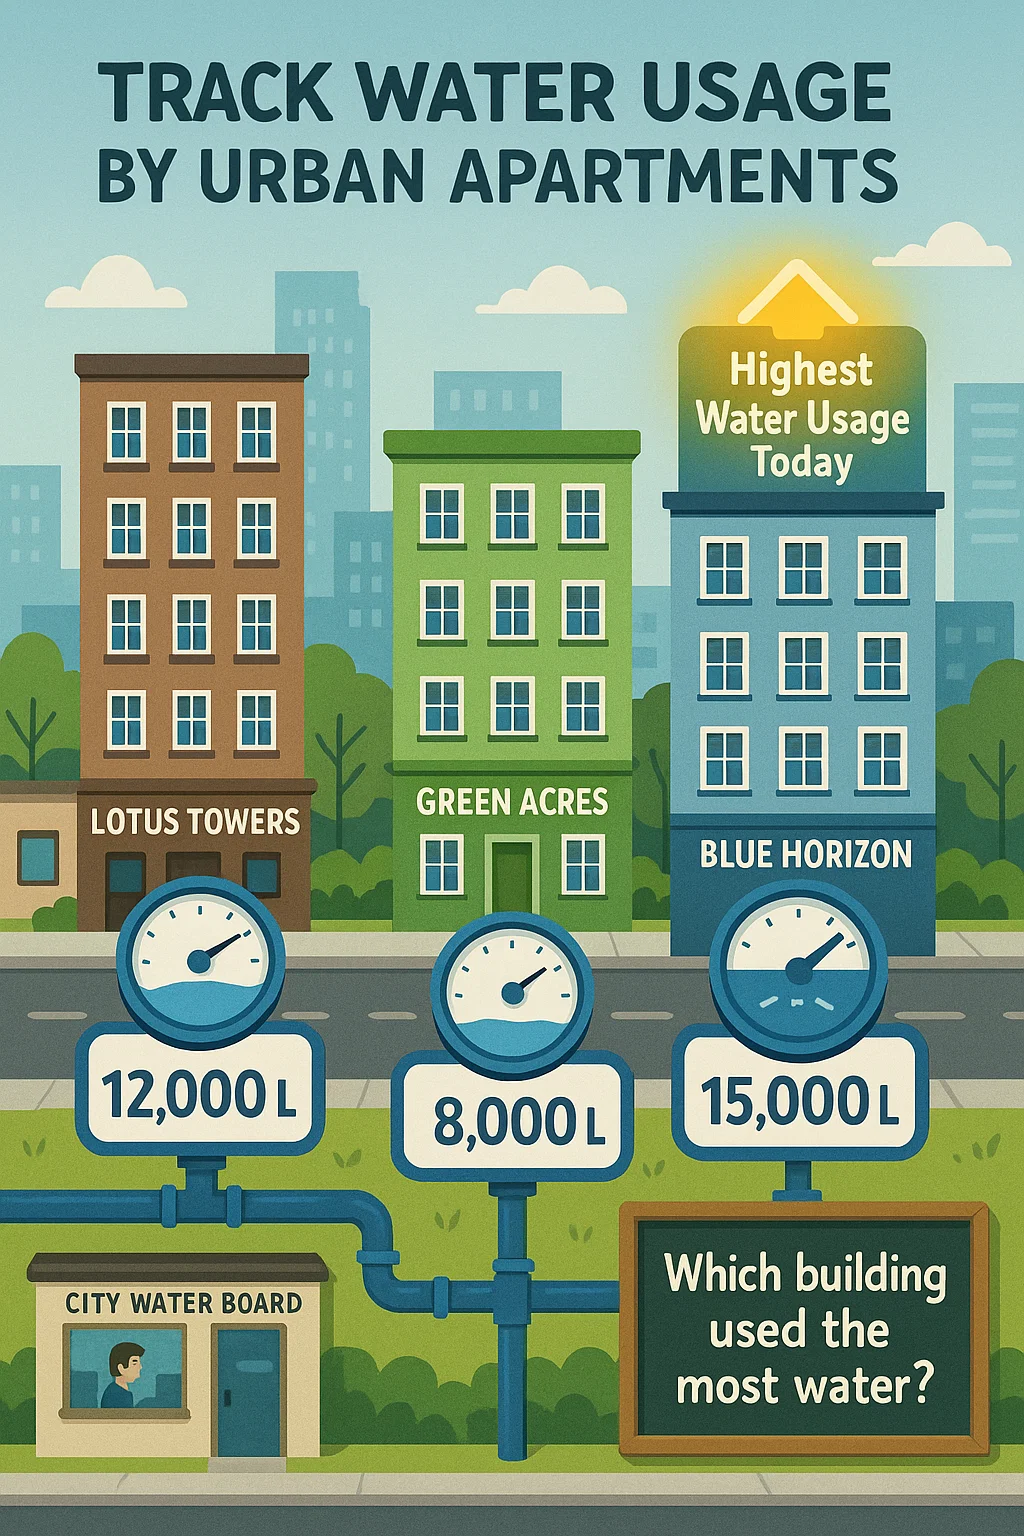 TRACK WATER USAGE
BY URBAN APARTMENTS
Highest
Water Usage
Today
LOTUS TOWERS
GREEN ACRES
BLUE HORIZON
12,000 L
8,000 L
15,000 L
CITY WATER BOARD
Which building
used the
most water?